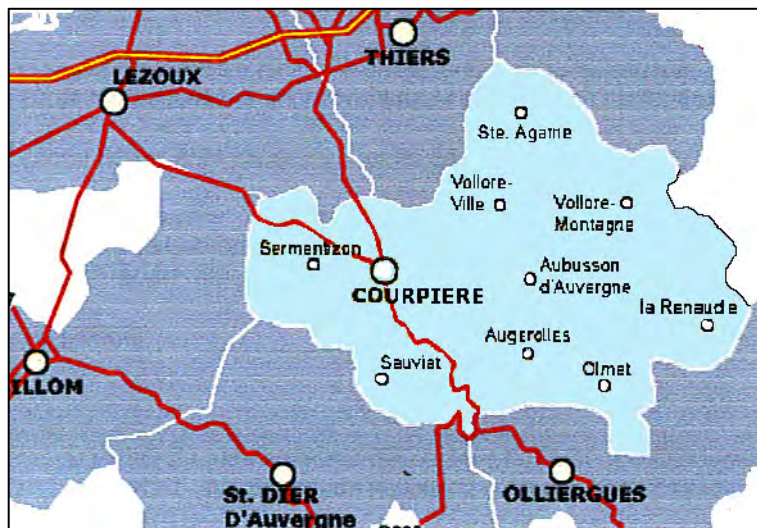 THIERS
LEZOUX
Ste. Agathe
Vollore-
Ville
Vollore-
Montagne
Sermentizon
COURPIERE
Aubusson
d'Auvergne
la Renaudie
Augerolles
Sauviat
Olmet
ILLOM
St. DIER
D'Auvergne
OLLIERGUES